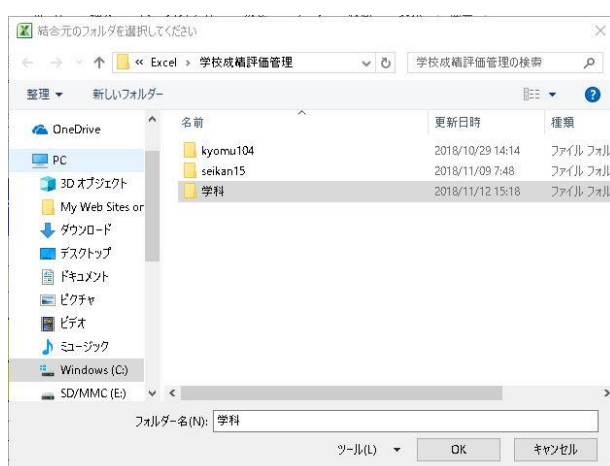 結合元のフォルダを選択してください
« Excel › 学校成績評価管理
学校成績評価管理の検索
整理 新しいフォルダー
名前 更新日時 種類
OneDrive
PC
3D オブジェクト
My Web Sites or
ダウンロード
デスクトップ
ドキュメント
ピクチャ
ビデオ
ミュージック
Windows (C:)
SD/MMC (E:)
kyomu104 2018/10/29 14:14 ファイル フォル
seikan15 2018/11/09 7:48 ファイル フォル
学科 2018/11/12 15:18 ファイル フォル
フォルダー名(N): 学科
ツール(L) OK キャンセル